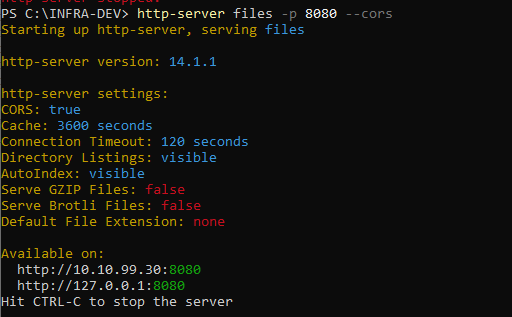 http-server stopped.
PS C:\INFRA-DEV> http-server files -p 8080 --cors
Starting up http-server, serving files
http-server version: 14.1.1
http-server settings:
CORS: true
Cache: 3600 seconds
Connection Timeout: 120 seconds
Directory Listings: visible
AutoIndex: visible
Serve GZIP Files: false
Serve Brotli Files: false
Default File Extension: none
Available on:
http://10.10.99.30:8080
http://127.0.0.1:8080
Hit CTRL-C to stop the server